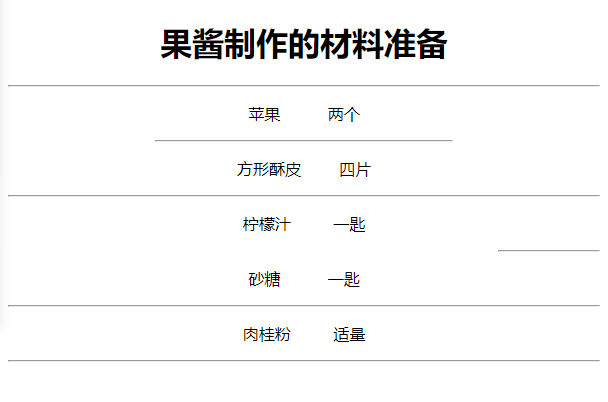 果酱制作的材料准备
苹果 两个
方形酥皮 四片
柠檬汁 一匙
砂糖 一匙
肉桂粉 适量